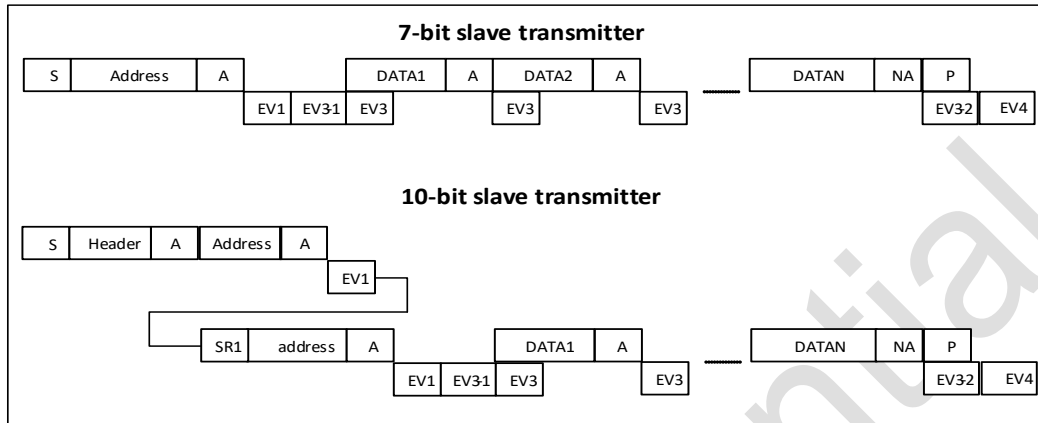 7-bit slave transmitter
S Address A DATA1 A DATA2 A DATAN NA P
EV1 EV3-1 EV3 EV3 EV3 EV3-2 EV4
10-bit slave transmitter
S Header A Address A
EV1
SR1 address A DATA1 A DATAN NA P
EV1 EV3-1 EV3 EV3 EV3-2 EV4
ential